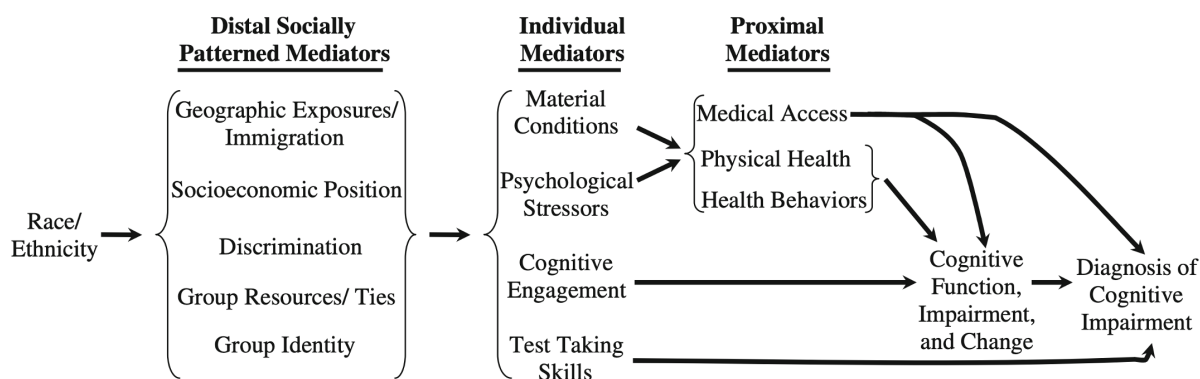 Distal Socially
Patterned Mediators
Individual
Mediators
Proximal
Mediators
Race/
Ethnicity
Geographic Exposures/
Immigration
Socioeconomic Position
Discrimination
Group Resources/ Ties
Group Identity
Material
Conditions
Psychological
Stressors
Cognitive
Engagement
Test Taking
Skills
Medical Access
Physical Health
Health Behaviors
Cognitive
Function,
Impairment,
and Change
Diagnosis of
Cognitive
Impairment